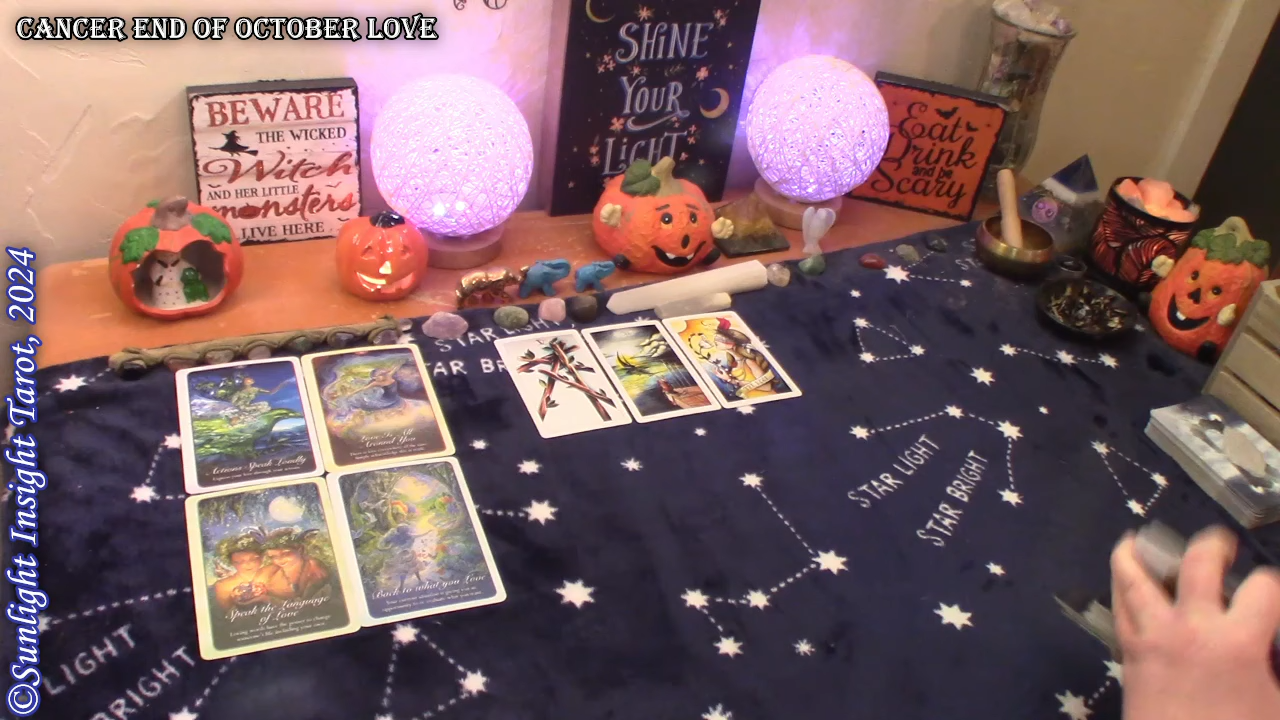 CANCER END OF OCTOBER LOVE
SHINE
YOUR
LIGHT
BEWARE
THE WICKED
Witch
AND HER LITTLE
monsters
LIVE HERE
Eat
Drink
and be
Scary
©Sunlight Insight Tarot, 2024
STAR LIGHT
STAR BR
Actions Speak Loudly
Love Is All
Around You
Speak the Language
of Love
Back to what you Love
STAR LIGHT
STAR BRIGHT
LIGHT
BRIGHT